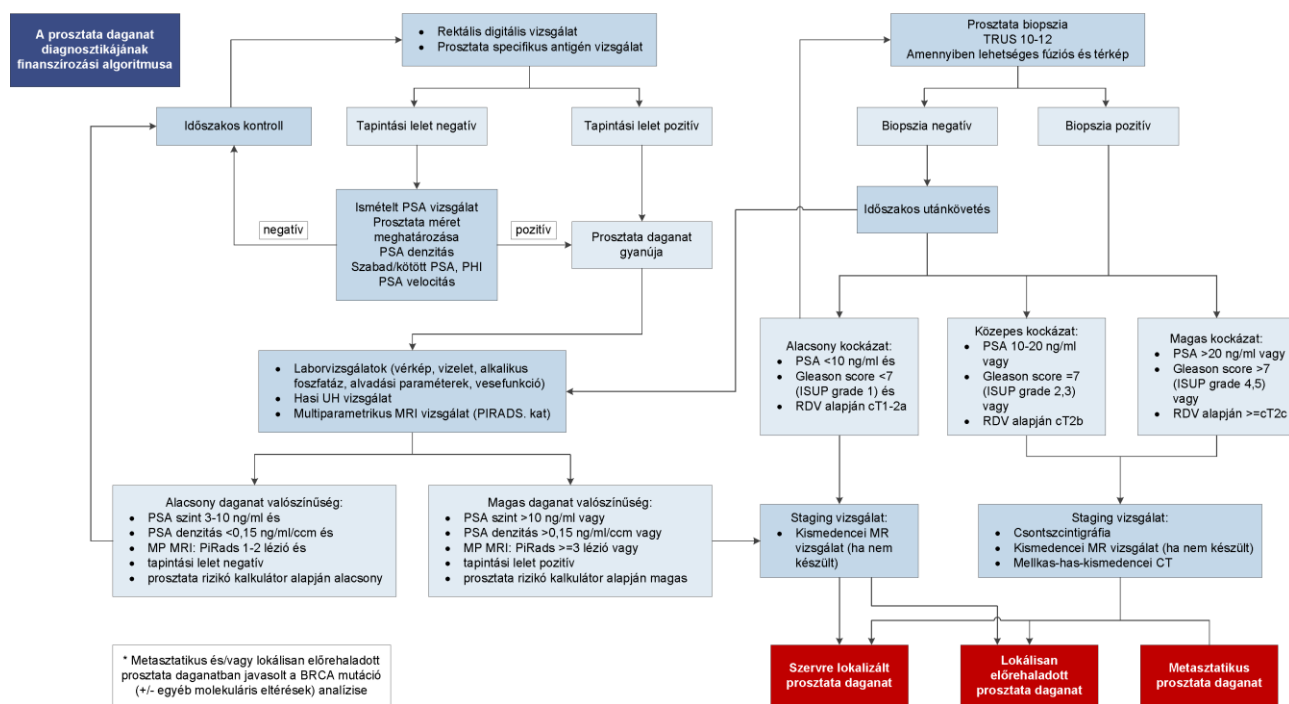 A prosztata daganat
diagnosztikájának
finanszírozási algoritmusa
Rektális digitális vizsgálat
Prosztata specifikus antigén vizsgálat
Prosztata biopszia
TRUS 10-12
Amennyiben lehetséges fúziós és térkép
Időszakos kontroll
Tapintási lelet negatív
Tapintási lelet pozitív
Biopszia negatív
Biopszia pozitív
negatív
Ismételt PSA vizsgálat
Prosztata méret
meghatározása
PSA denzitás
Szabad/kötött PSA, PHI
PSA velocitás
pozitív
Prosztata daganat
gyanúja
Időszakos utánkövetés
Laborvizsgálatok (vérkép, vizelet, alkalikus
foszfatáz, alvadási paraméterek, vesefunkció)
Hasi UH vizsgálat
Multiparametrikus MRI vizsgálat (PIRADS. kat)
Alacsony kockázat:
PSA <10 ng/ml és
Gleason score <7
(ISUP grade 1) és
RDV alapján cT1-2a
Közepes kockázat:
PSA 10-20 ng/ml
vagy
Gleason score =7
(ISUP grade 2,3)
vagy
RDV alapján cT2b
Magas kockázat:
PSA >20 ng/ml vagy
Gleason score >7
(ISUP grade 4,5)
vagy
RDV alapján >=cT2c
Alacsony daganat valószínűség:
PSA szint 3-10 ng/ml és
PSA denzitás <0,15 ng/ml/ccm és
MP MRI: PiRads 1-2 lézió és
tapintási lelet negatív
prosztata rizikó kalkulátor alapján alacsony
Magas daganat valószínűség:
PSA szint >10 ng/ml vagy
PSA denzitás >0,15 ng/ml/ccm vagy
MP MRI: PiRads >=3 lézió vagy
tapintási lelet pozitív
prosztata rizikó kalkulátor alapján magas
Staging vizsgálat:
Kismedencei MR
vizsgálat (ha nem
készült)
Staging vizsgálat:
Csontszcintigráfia
Kismedencei MR vizsgálat (ha nem készült)
Mellkas-has-kismedencei CT
* Metasztatikus és/vagy lokálisan előrehaladott
prosztata daganatban javasolt a BRCA mutáció
(+/- egyéb molekuláris eltérések) analízise
Szervre lokalizált
prosztata daganat
Lokálisan
előrehaladott
prosztata daganat
Metasztatikus
prosztata daganat